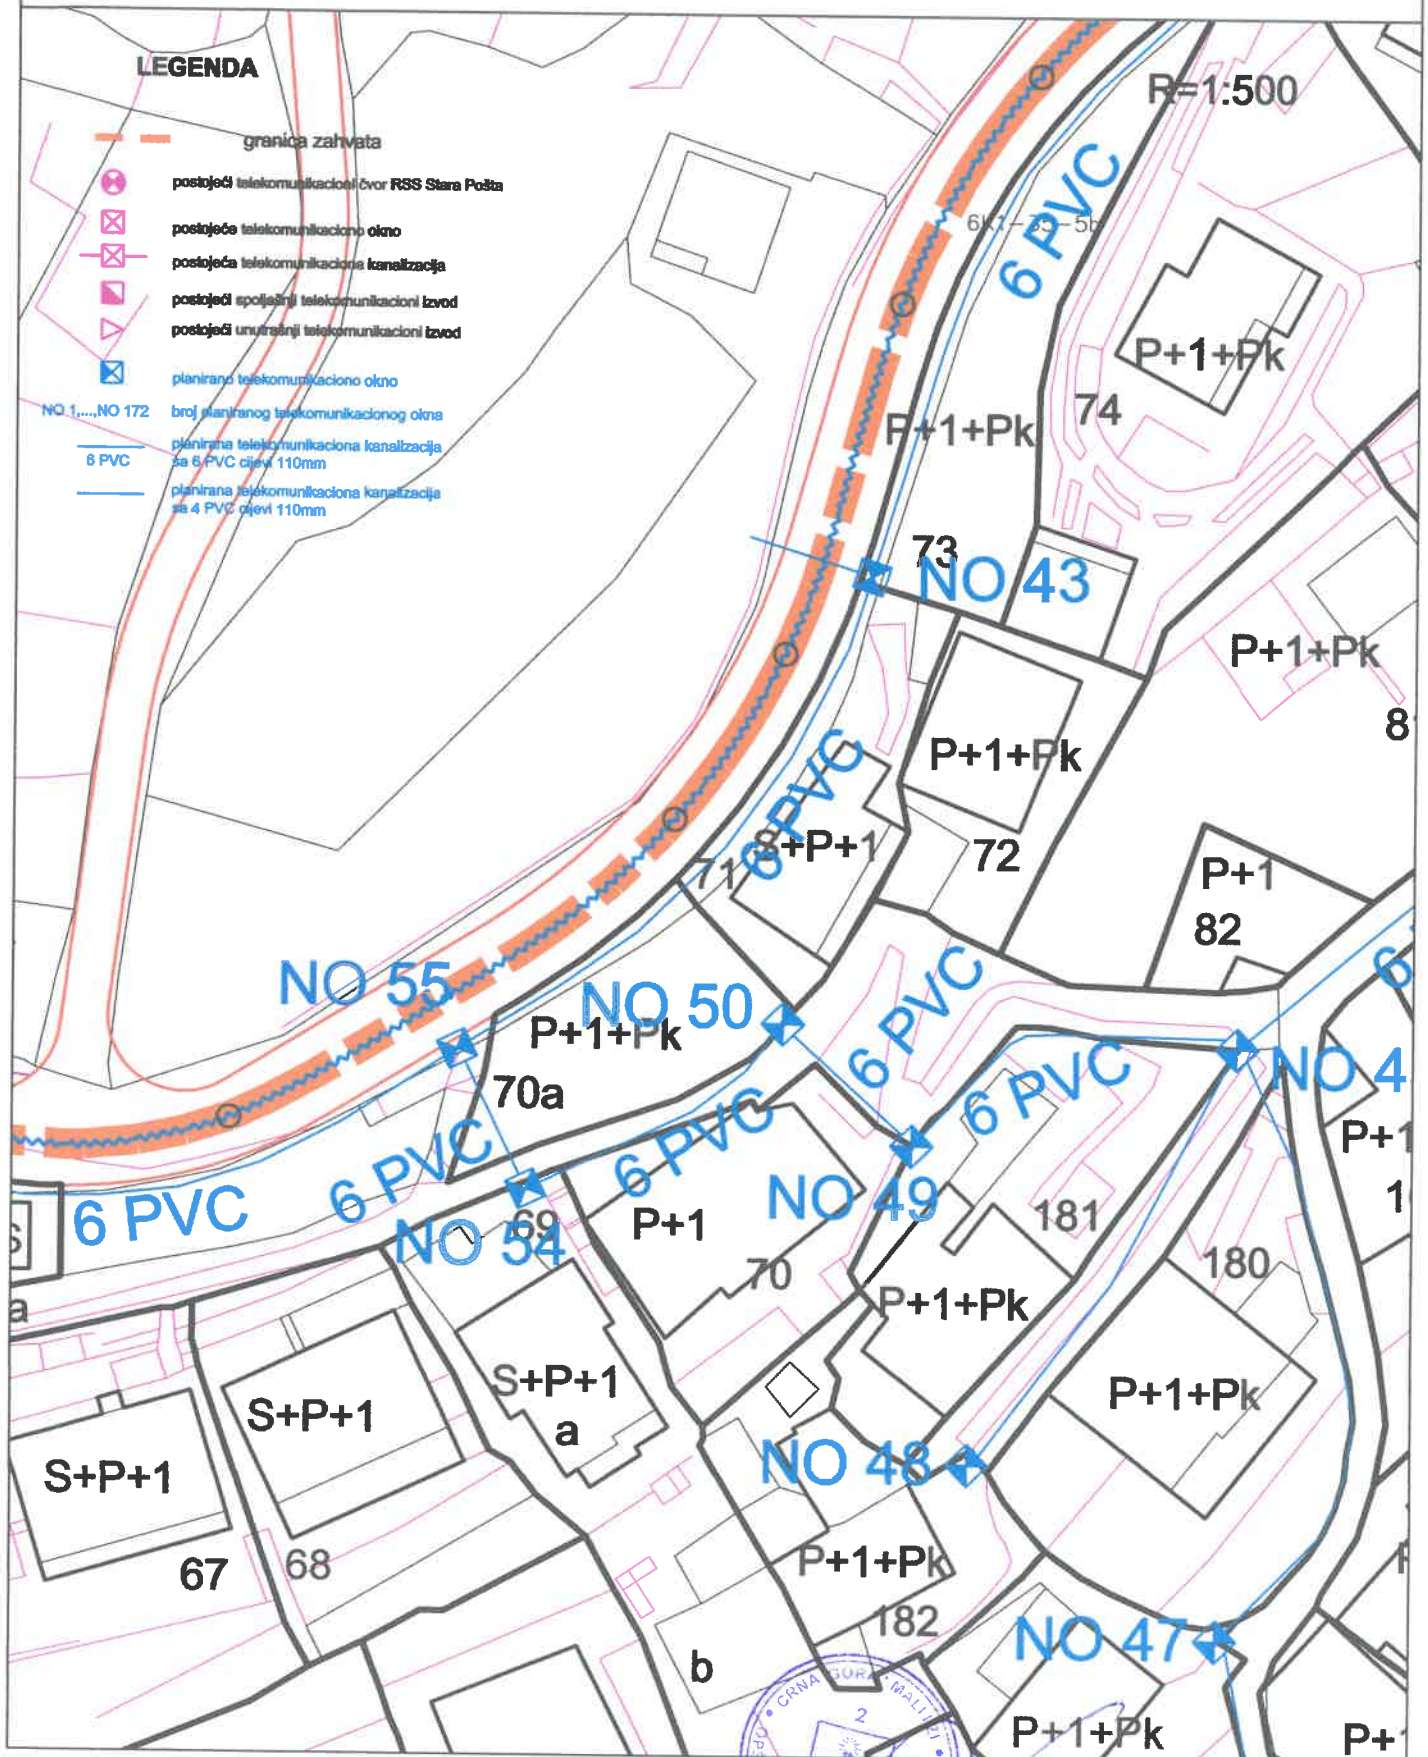 LEGENDA
R=1:500
granica zahvata
postojeći telekomunikacioni čvor RSS Stara Pošta
postojeće telekomunikaciono okno
postojeća telekomunikaciona kanalizacija
postojeći spoljašnji telekomunikacioni izvod
postojeći unutrašnji telekomunikacioni izvod
planirano telekomunikaciono okno
NO 1,...,NO 172 broj planiranog telekomunikacionog okna
planirana telekomunikaciona kanalizacija
6 PVC sa 6 PVC cijevi 110mm
planirana telekomunikaciona kanalizacija
sa 4 PVC cijevi 110mm
6 PVC
P+1+Pk
74
P+1+Pk
73
NO 43
P+1+Pk
8
P+1+Pk
6 PVC
S+P+1
71
72
P+1
82
6
NO 55
NO 50
6 PVC
P+1+Pk
70a
6 PVC
NO 4
P+1
1
6 PVC
6 PVC
6 PVC
NO 49
69
NO 54
P+1
70
181
180
P+1+Pk
S
a
S+P+1
a
S+P+1
S+P+1
P+1+Pk
NO 48
67
68
P+1+Pk
182
NO 47
b
CRNA GORA
2
P+1+Pk
P+